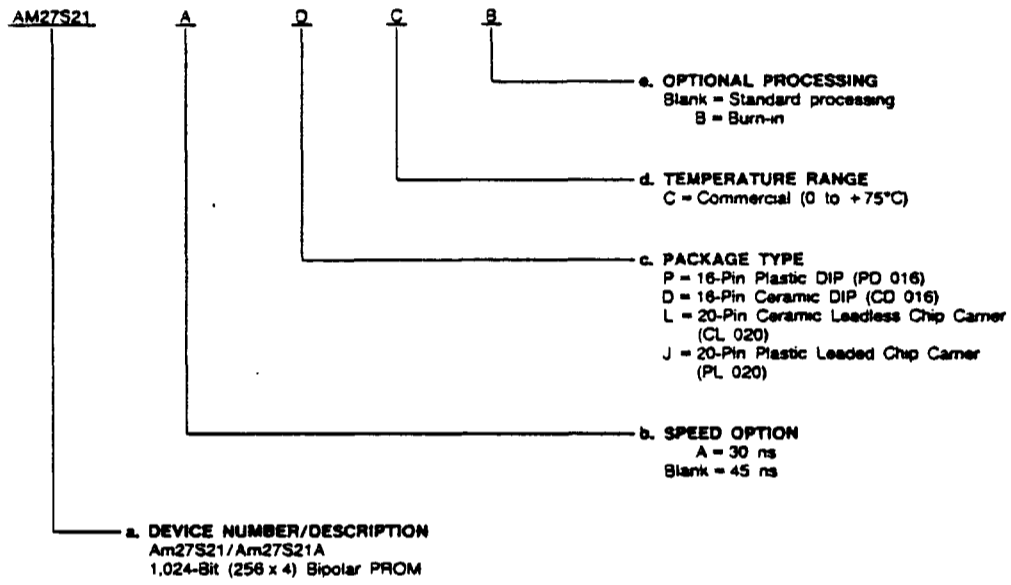 AM27S21 A D C B
e. OPTIONAL PROCESSING
Blank = Standard processing
B = Burn-in
d. TEMPERATURE RANGE
C = Commercial (0 to +75°C)
c. PACKAGE TYPE
P = 16-Pin Plastic DIP (PD 016)
D = 16-Pin Ceramic DIP (CD 016)
L = 20-Pin Ceramic Leadless Chip Carrier
(CL 020)
J = 20-Pin Plastic Leaded Chip Carrier
(PL 020)
b. SPEED OPTION
A = 30 ns
Blank = 45 ns
a. DEVICE NUMBER/DESCRIPTION
Am27S21/Am27S21A
1,024-Bit (256 x 4) Bipolar PROM